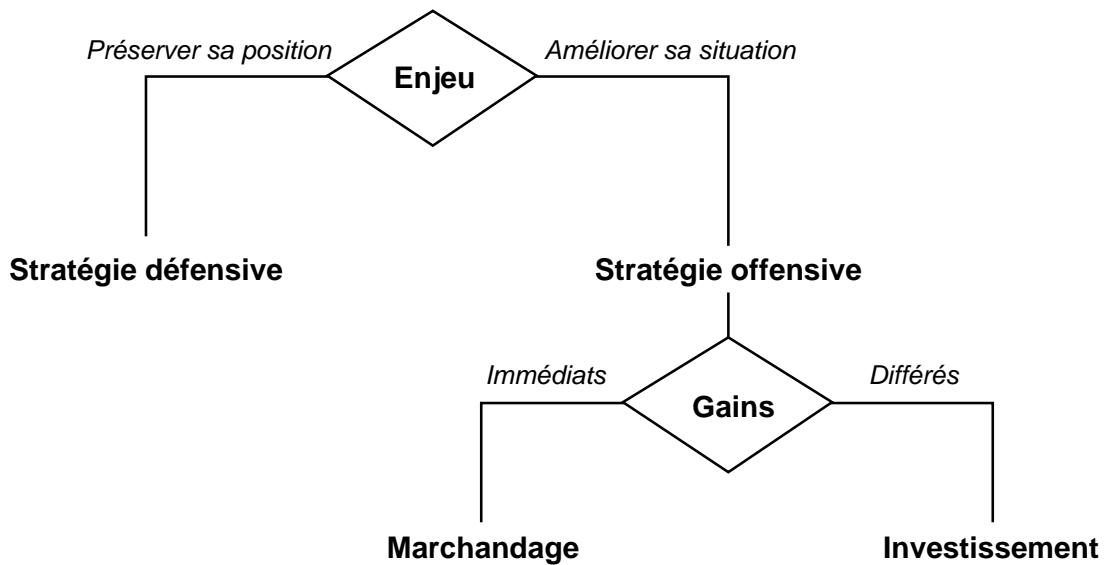 Préserver sa position
Améliorer sa situation
Enjeu
Stratégie défensive
Stratégie offensive
Immédiats
Différés
Gains
Marchandage
Investissement